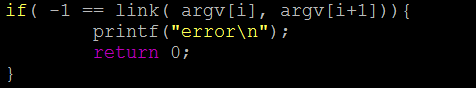 if( -1 == link( argv[i], argv[i+1])){
printf("error\n");
return 0;
}